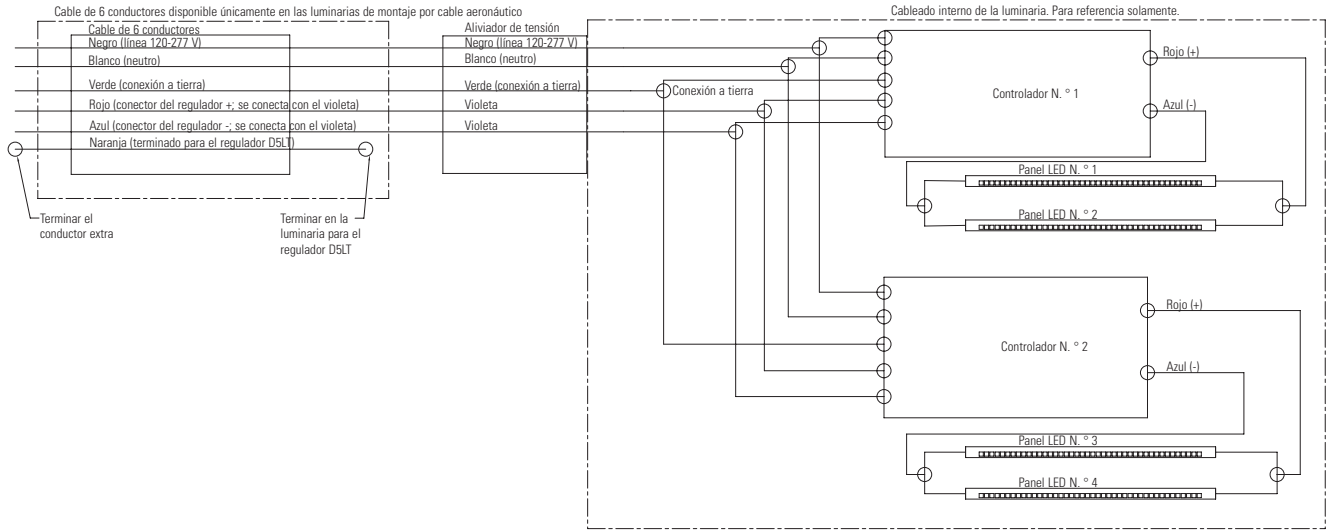 Cable de 6 conductores disponible únicamente en las luminarias de montaje por cable aeronáutico
Cableado interno de la luminaria. Para referencia solamente.
Cable de 6 conductores
Negro (línea 120-277 V)
Blanco (neutro)
Verde (conexión a tierra)
Rojo (conector del regulador +; se conecta con el violeta)
Azul (conector del regulador -; se conecta con el violeta)
Naranja (terminado para el regulador D5LT)
Terminar el
conductor extra
Terminar en la
luminaria para el
regulador D5LT
Aliviador de tensión
Negro (línea 120-277 V)
Blanco (neutro)
Verde (conexión a tierra)
Violeta
Violeta
Conexión a tierra
Controlador N. ° 1
Rojo (+)
Azul (-)
Panel LED N. ° 1
Panel LED N. ° 2
Controlador N. ° 2
Rojo (+)
Azul (-)
Panel LED N. ° 3
Panel LED N. ° 4